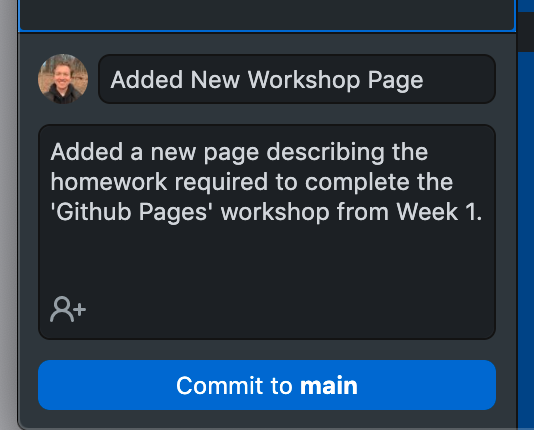 Added New Workshop Page
Added a new page describing the
homework required to complete the
'Github Pages' workshop from Week 1.
Commit to main